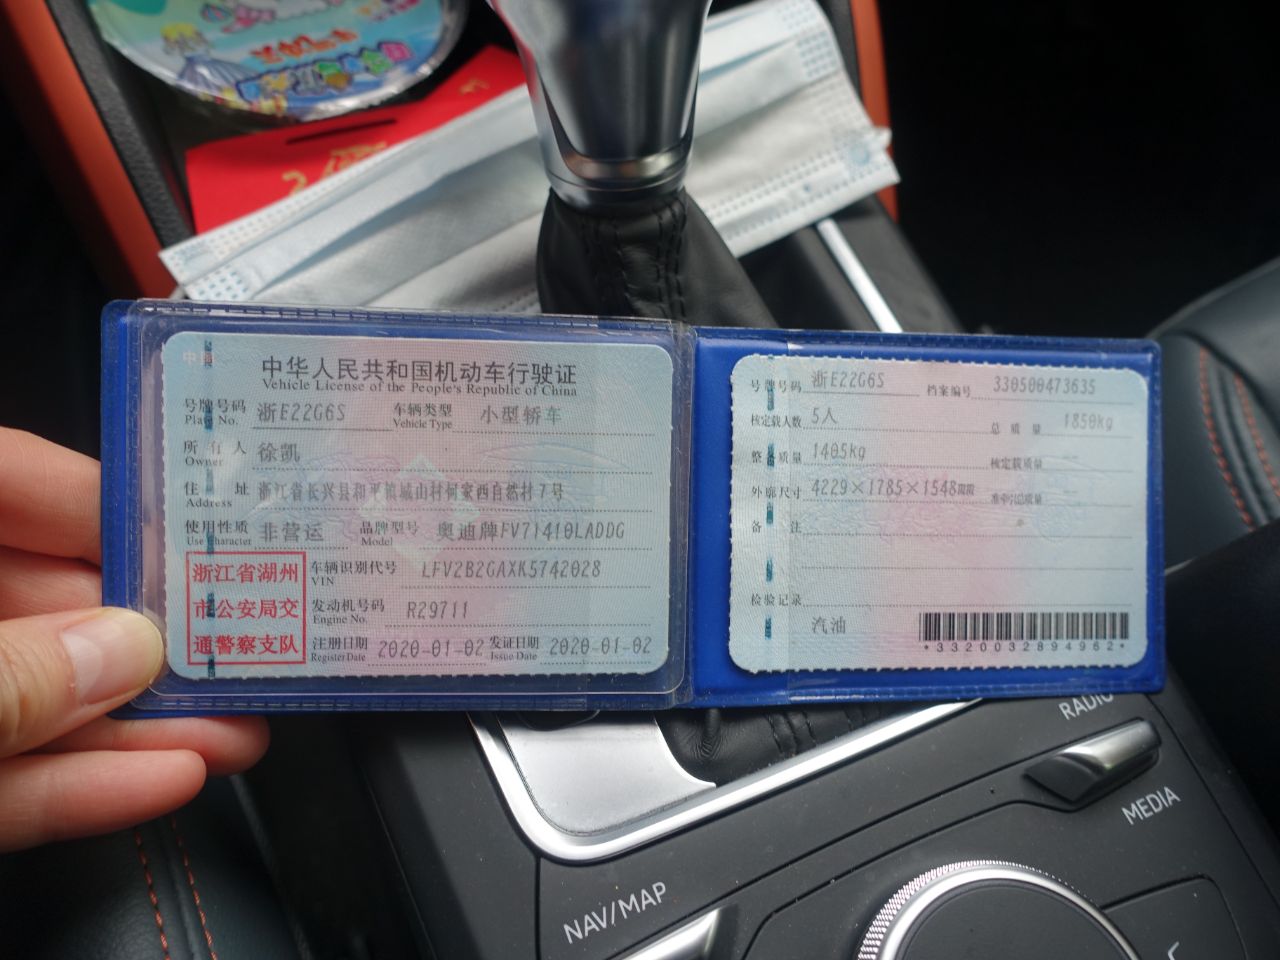 中华人民共和国机动车行驶证
Vehicle License of the People's Republic of China
号牌号码 浙E22G6S 车辆类型 小型轿车
Plate No. Vehicle Type
所有人 徐凯
Owner
住址 浙江省长兴县和平镇城山村何家西自然村7号
Address
使用性质 非营运 品牌型号 奥迪牌FV71410LADDG
Use Character Model
浙江省湖州
市公安局交
通警察支队
车辆识别代号 LFV2B2GAXK5742028
VIN
发动机号码 R29711
Engine No.
注册日期 2020-01-02 发证日期 2020-01-02
Register Date Issue Date
号牌号码 浙E22G6S 档案编号 330500473635
核定载人数 5人 总质量 1850kg
整备质量 1405kg 核定载质量
外廓尺寸 4229×1785×1548mm 准牵引总质量
备注
检验记录
汽油
*3320032894962*
RADIO
MEDIA
NAV/MAP